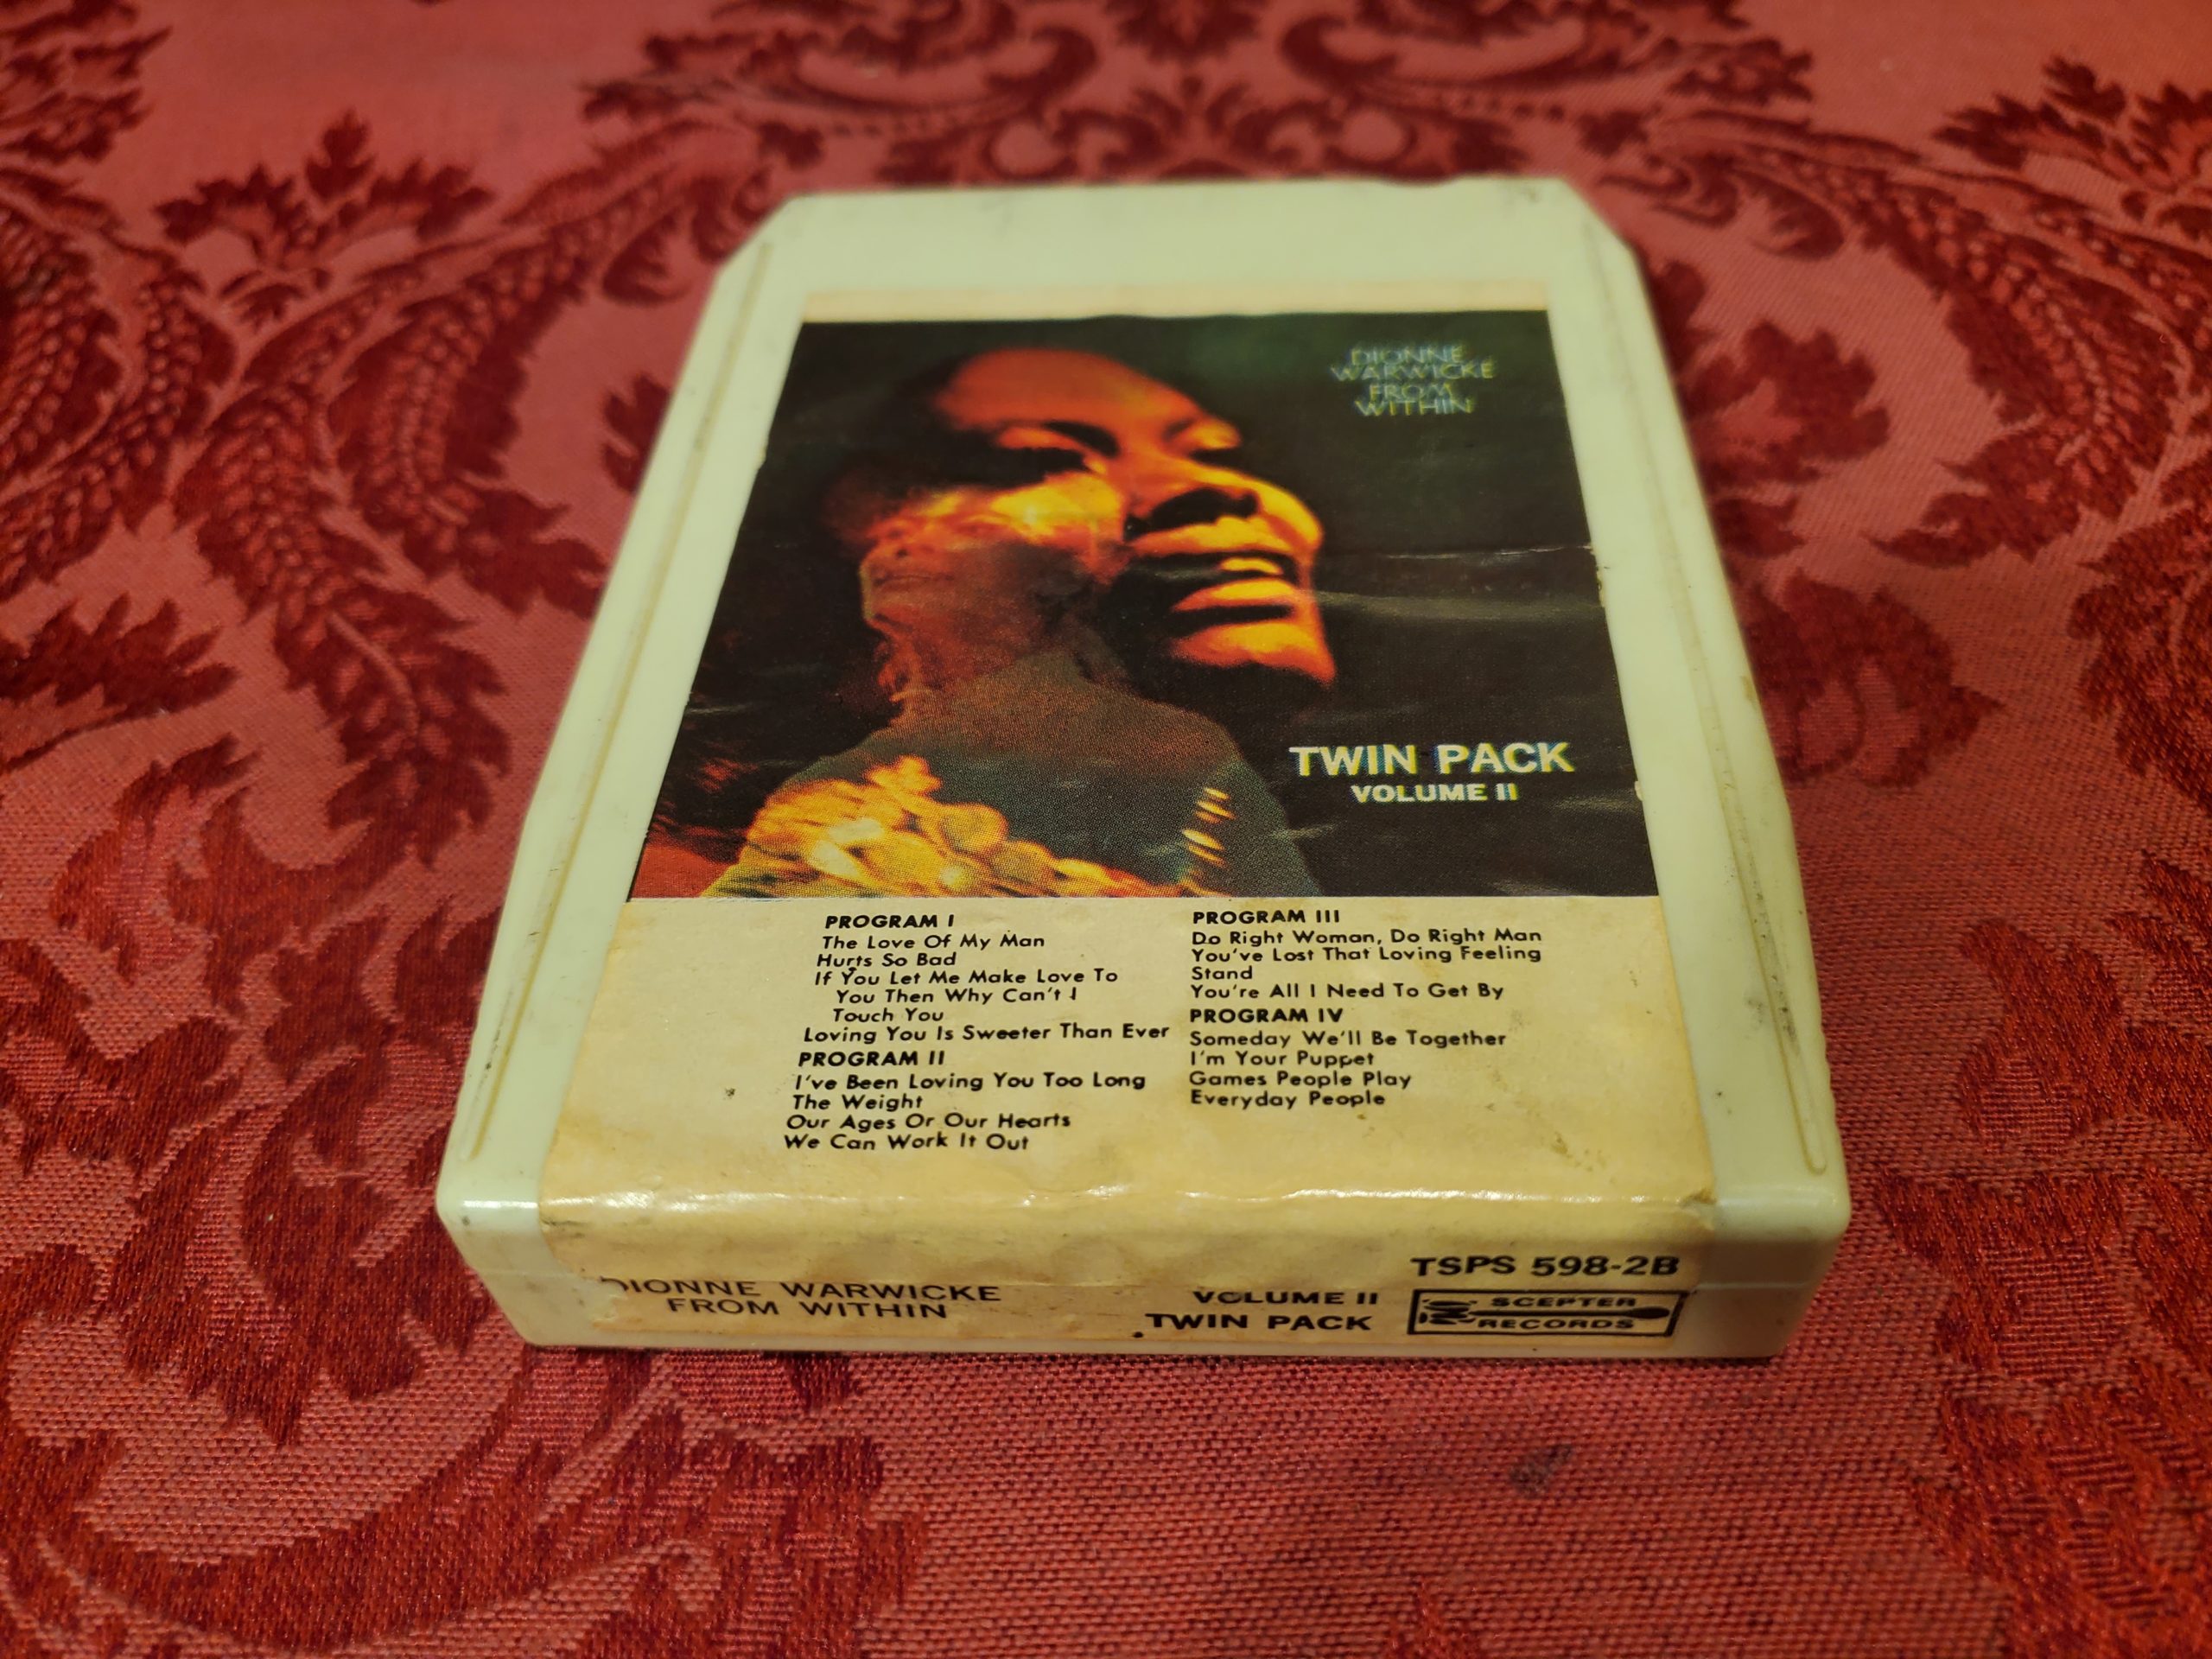 DIONNE
WARWICKE
FROM
WITHIN
TWIN PACK
VOLUME II
PROGRAM I
The Love Of My Man
Hurts So Bad
If You Let Me Make Love To
You Then Why Can't I
Touch You
Loving You Is Sweeter Than Ever
PROGRAM II
I've Been Loving You Too Long
The Weight
Our Ages Or Our Hearts
We Can Work It Out
PROGRAM III
Do Right Woman, Do Right Man
You've Lost That Loving Feeling
Stand
You're All I Need To Get By
PROGRAM IV
Someday We'll Be Together
I'm Your Puppet
Games People Play
Everyday People
DIONNE WARWICKE
FROM WITHIN
VOLUME II
TWIN PACK
TSPS 598-2B
SCEPTER
RECORDS